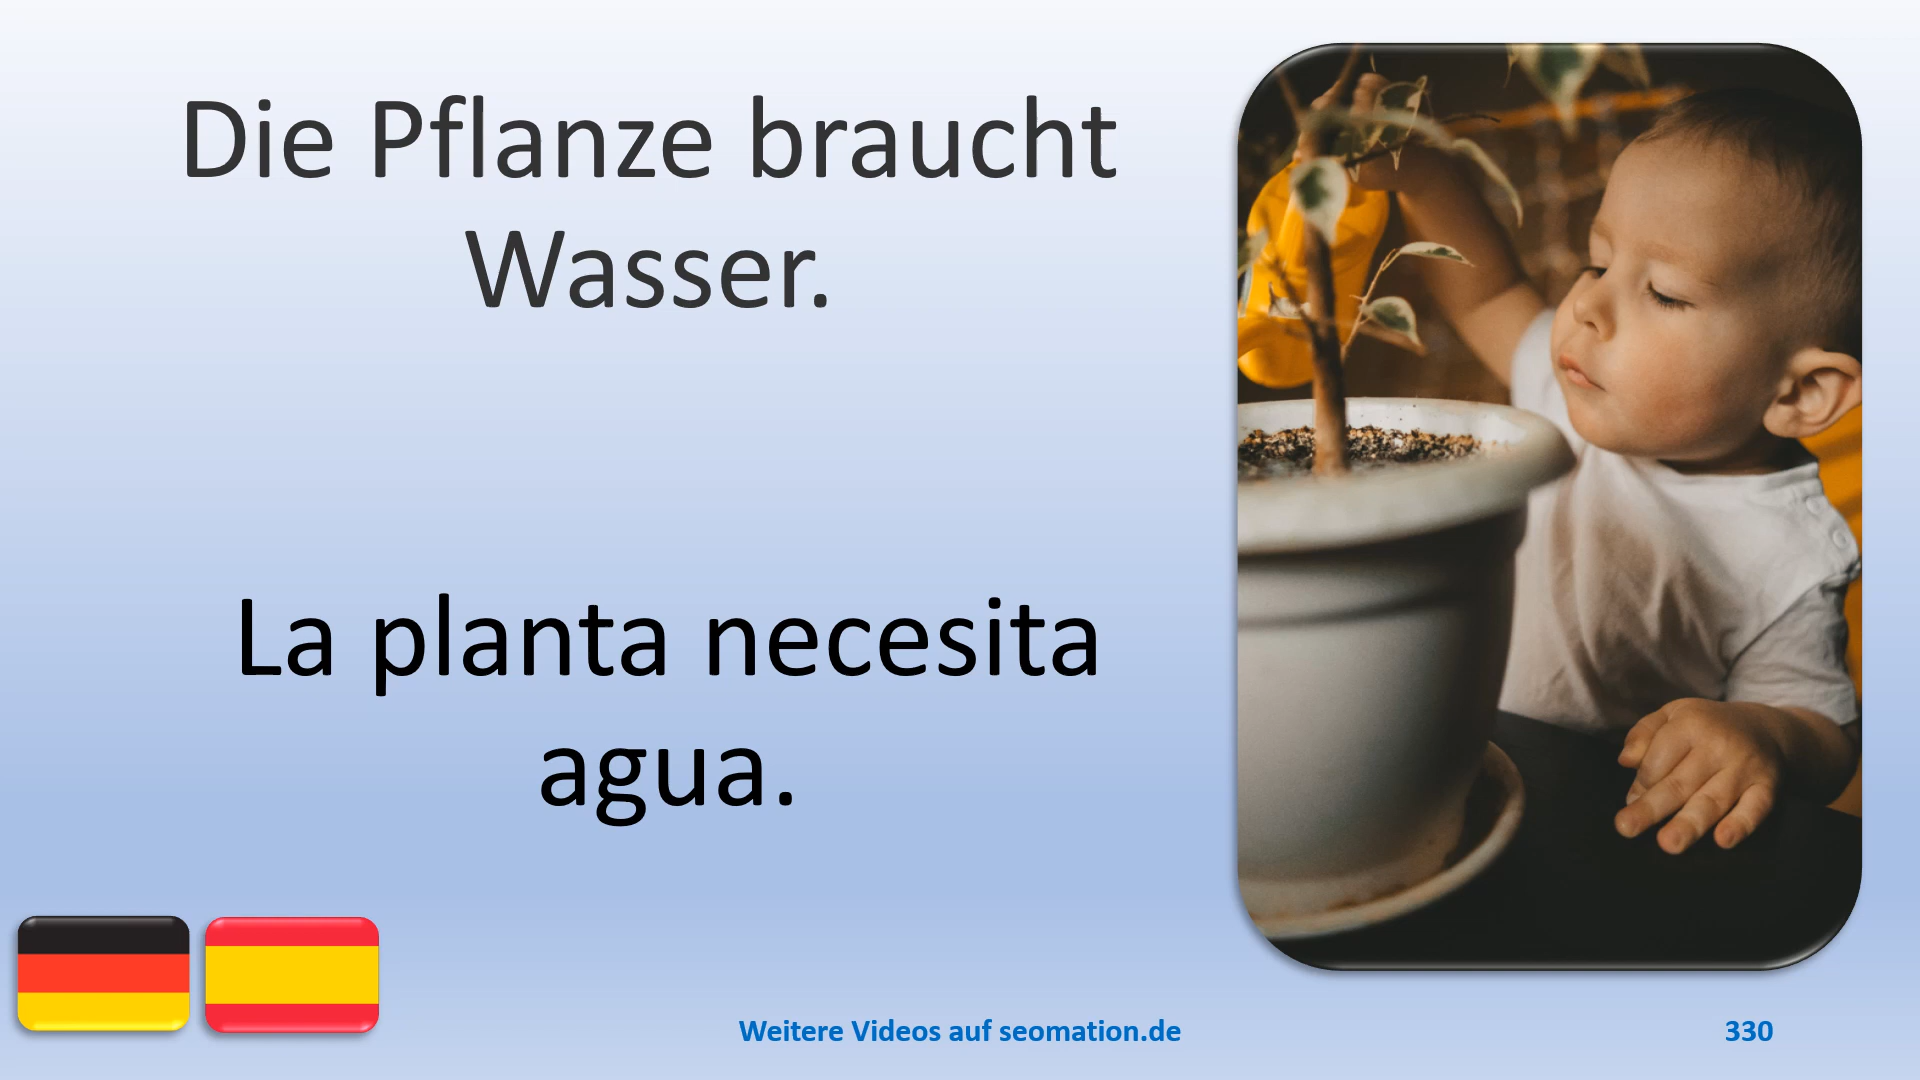 Die Pflanze braucht
Wasser.
La planta necesita
agua.
Weitere Videos auf seomation.de
330